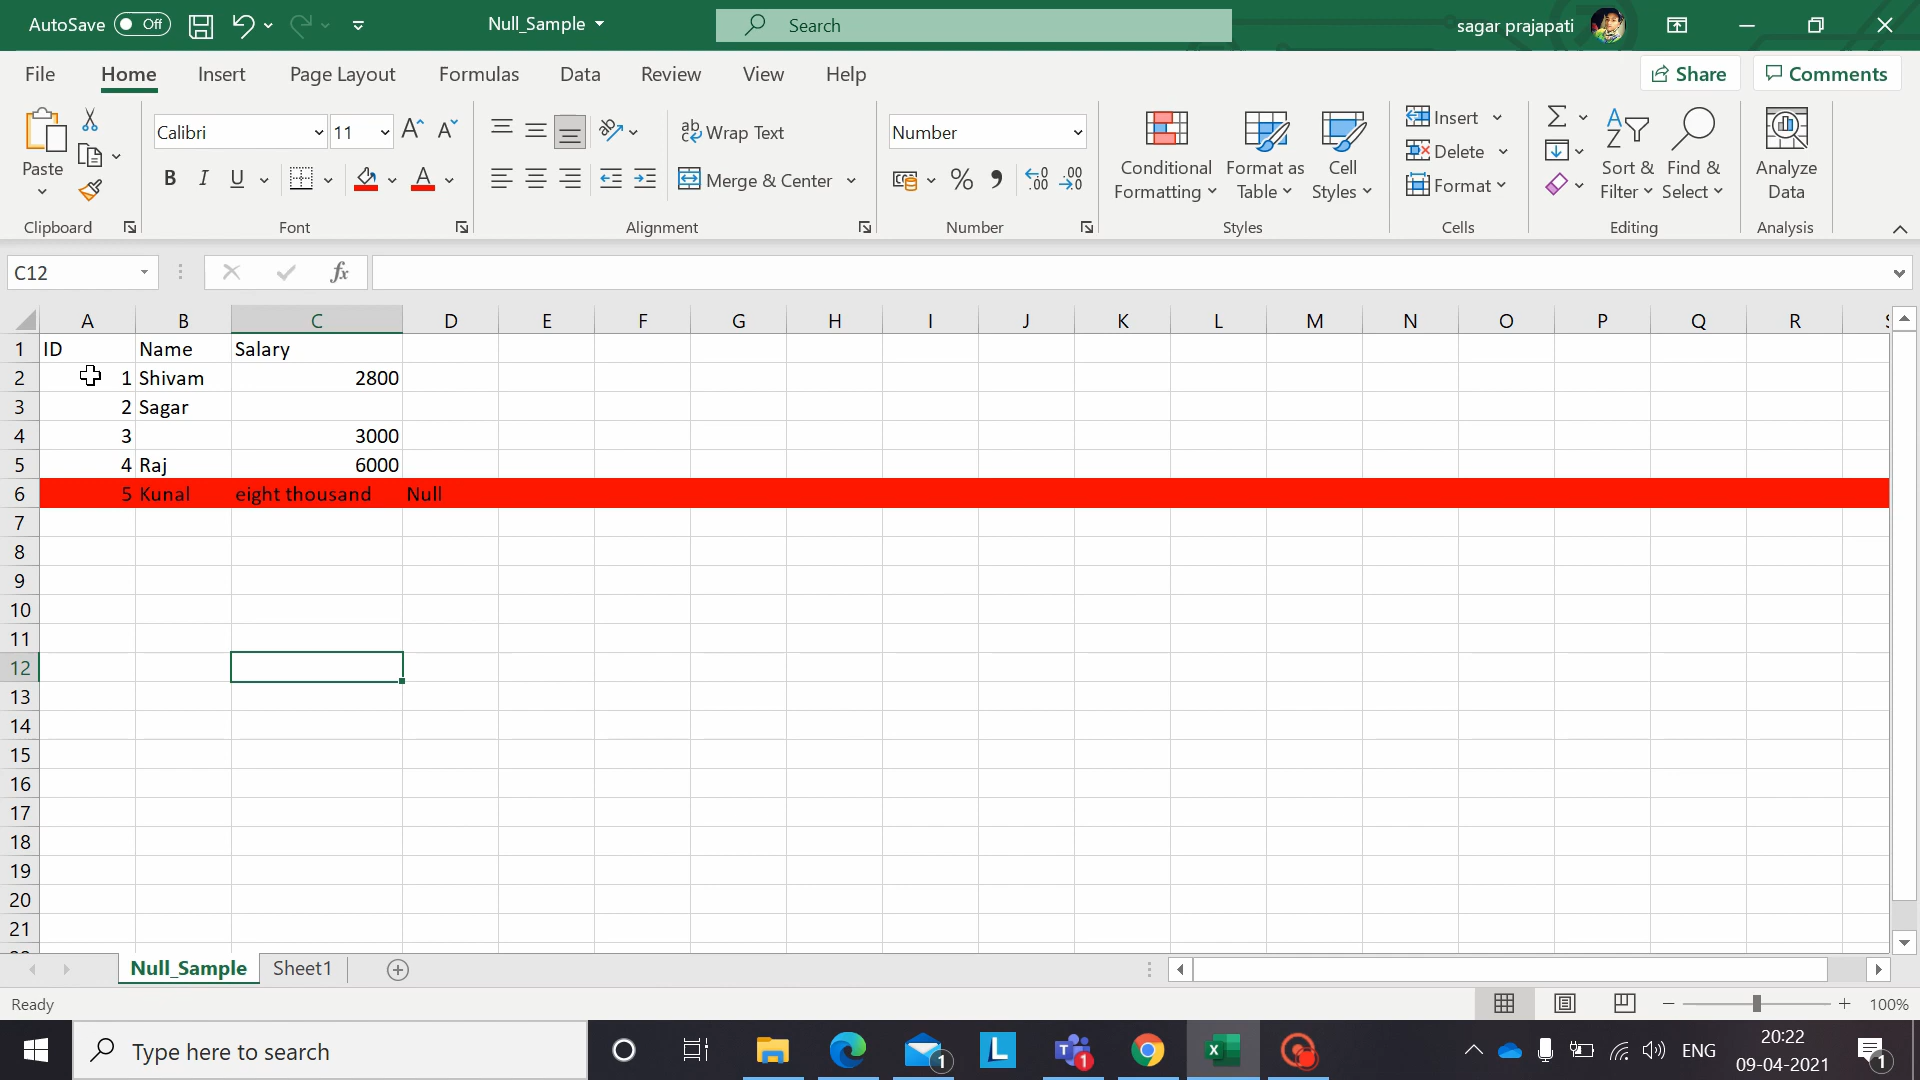 AutoSave Off Null_Sample Search sagar prajapati
File Home Insert Page Layout Formulas Data Review View Help Share Comments
Calibri 11 Wrap Text Number Insert
Paste Merge & Center Conditional Formatting Format as Table Cell Styles Delete Format Sort & Filter Find & Select Analyze Data
Clipboard Font Alignment Number Styles Cells Editing Analysis
C12 fx
A B C D E F G H I J K L M N O P Q R
1 ID Name Salary
2 1 Shivam 2800
3 2 Sagar
4 3 3000
5 4 Raj 6000
6 5 Kunal eight thousand Null
7
8
9
10
11
12
13
14
15
16
17
18
19
20
21
Null_Sample Sheet1
Ready 100%
Type here to search 1 L T 1 X ENG 20:22
09-04-2021 1